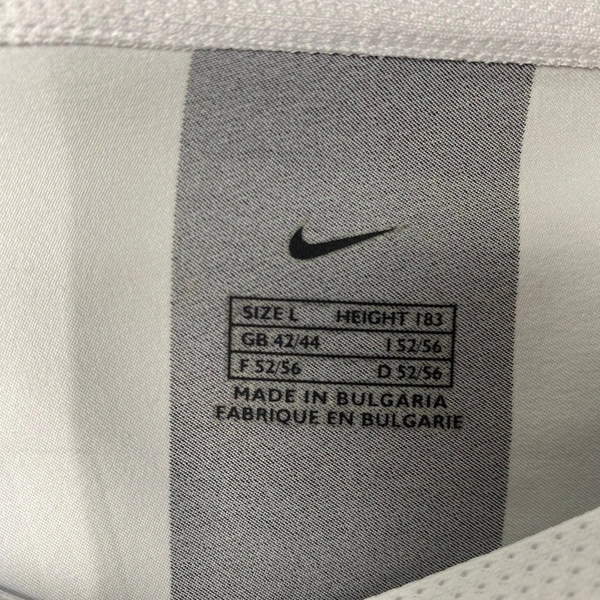 SIZE L HEIGHT 183
GB 42/44 I 52/56
F 52/56 D 52/56
MADE IN BULGARIA
FABRIQUE EN BULGARIE